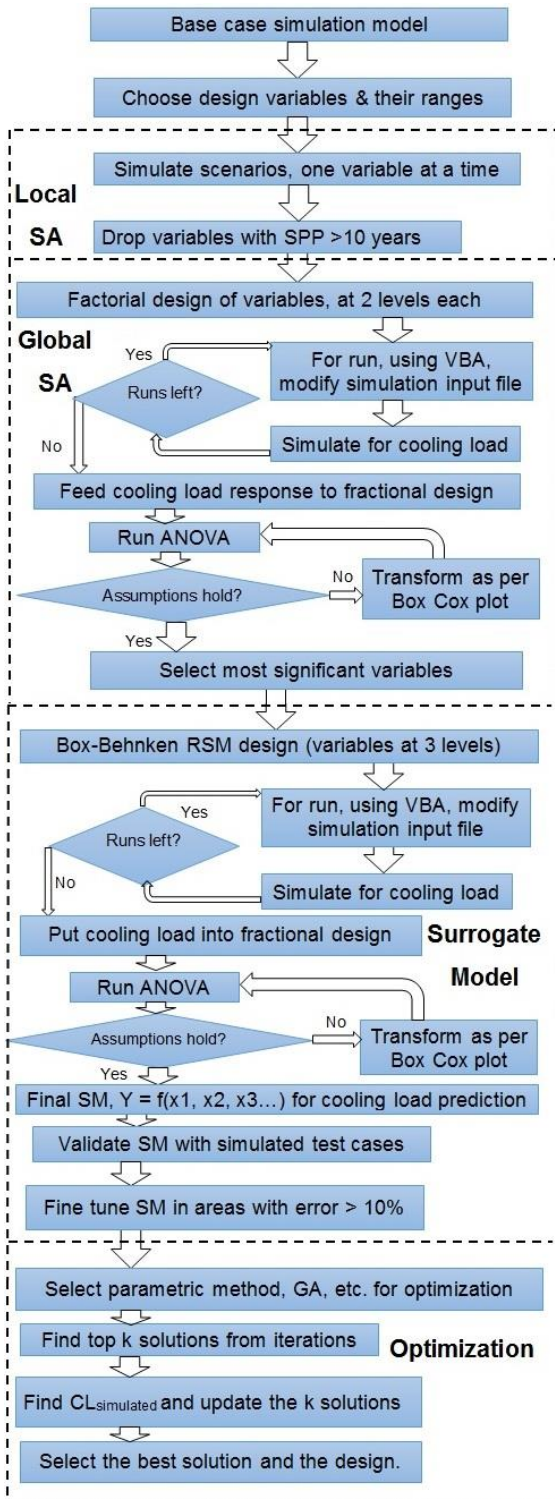 Base case simulation model
Choose design variables & their ranges
Local
SA
Simulate scenarios, one variable at a time
Drop variables with SPP >10 years
Factorial design of variables, at 2 levels each
Global
SA
Yes
For run, using VBA,
modify simulation input file
Runs left?
No
Simulate for cooling load
Feed cooling load response to fractional design
Run ANOVA
Assumptions hold?
No
Transform as per
Box Cox plot
Yes
Select most significant variables
Box-Behnken RSM design (variables at 3 levels)
Yes
For run, using VBA, modify
simulation input file
Runs left?
No
Simulate for cooling load
Put cooling load into fractional design
Surrogate
Model
Run ANOVA
Assumptions hold?
No
Transform as per
Box Cox plot
Yes
Final SM, Y = f(x1, x2, x3...) for cooling load prediction
Validate SM with simulated test cases
Fine tune SM in areas with error > 10%
Select parametric method, GA, etc. for optimization
Find top k solutions from iterations
Optimization
Find CLsimulated and update the k solutions
Select the best solution and the design.